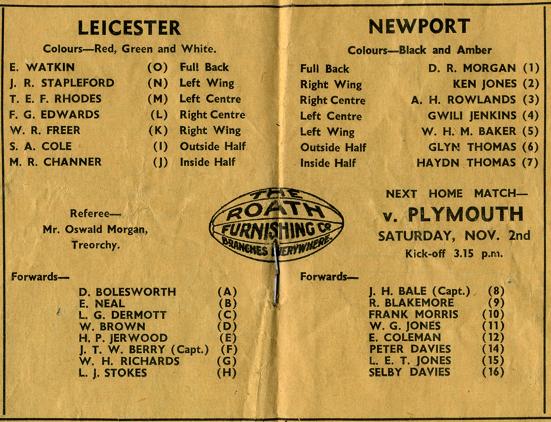 LEICESTER
Colours—Red, Green and White.
E. WATKIN (O) Full Back
J. R. STAPLEFORD (N) Left Wing
T. E. F. RHODES (M) Left Centre
F. G. EDWARDS (L) Right Centre
W. R. FREER (K) Right Wing
S. A. COLE (I) Outside Half
M. R. CHANNER (J) Inside Half
Referee—
Mr. Oswald Morgan,
Treorchy.
Forwards—
D. BOLESWORTH (A)
E. NEAL (B)
L. G. DERMOTT (C)
W. BROWN (D)
H. P. JERWOOD (E)
J. T. W. BERRY (Capt.) (F)
W. H. RICHARDS (G)
L. J. STOKES (H)
THE
ROATH
FURNISHING Co
BRANCHES EVERYWHERE.
NEWPORT
Colours—Black and Amber
Full Back D. R. MORGAN (1)
Right Wing KEN JONES (2)
Right Centre A. H. ROWLANDS (3)
Left Centre GWILI JENKINS (4)
Left Wing W. H. M. BAKER (5)
Outside Half GLYN THOMAS (6)
Inside Half HAYDN THOMAS (7)
NEXT HOME MATCH—
v. PLYMOUTH
SATURDAY, NOV. 2nd
Kick-off 3.15 p.m.
Forwards—
J. H. BALE (Capt.) (8)
R. BLAKEMORE (9)
FRANK MORRIS (10)
W. G. JONES (11)
E. COLEMAN (12)
PETER DAVIES (14)
L. E. T. JONES (15)
SELBY DAVIES (16)